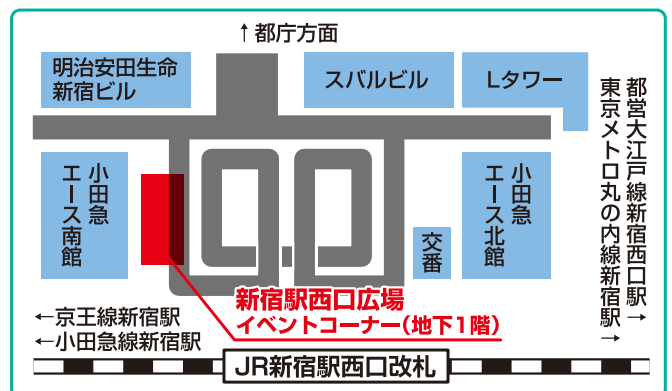 ↑都庁方面
明治安田生命
新宿ビル
スバルビル
Lタワー
都営大江戸線新宿西口駅→
東京メトロ丸の内線新宿駅→
小田急
エース南館
小田急
エース北館
交番
新宿駅西口広場
イベントコーナー(地下1階)
←京王線新宿駅
←小田急線新宿駅
JR新宿駅西口改札